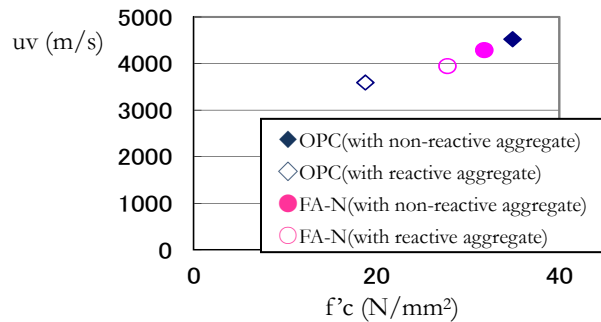 uv (m/s)
5000
4000
3000
2000
1000
0
OPC(with non-reactive aggregate)
OPC(with reactive aggregate)
FA-N(with non-reactive aggregate)
FA-N(with reactive aggregate)
0 20 40
f’c (N/mm²)